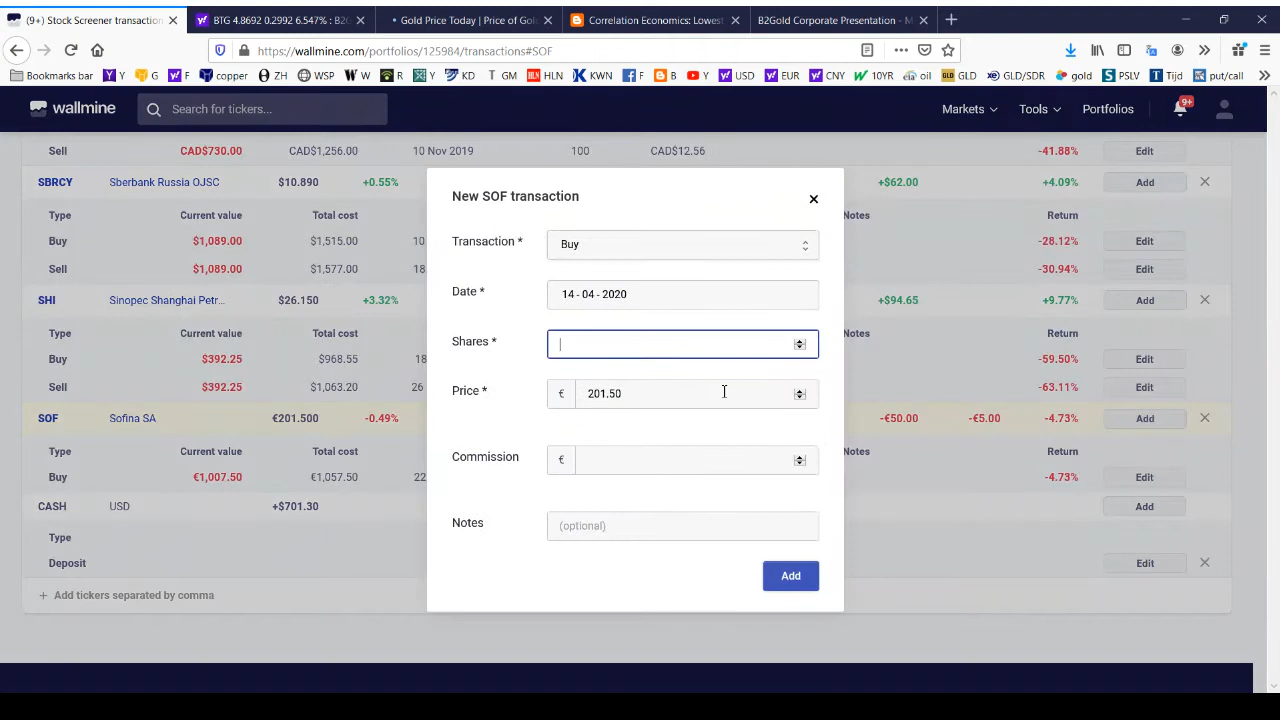 (9+) Stock Screener transaction
BTG 4.8692 0.2992 6.547% : B2G
Gold Price Today | Price of Gol
Correlation Economics: Lowest
B2Gold Corporate Presentation - M
https://wallmine.com/portfolios/125984/transactions#SOF
Bookmarks bar Y G F copper ZH WSP W R Y KD GM HLN KWN F B Y USD EUR CNY 10YR oil GLD GLD/SDR gold PSLV Tijd put/call
wallmine Search for tickers... Markets Tools Portfolios 9+
Sell CAD$730.00 CAD$1,256.00 10 Nov 2019 100 CAD$12.56 -41.88% Edit
SBRCY Sberbank Russia OJSC $10.890 +0.55% +$62.00 +4.09% Add
Type Current value Total cost Notes Return
Buy $1,089.00 $1,515.00 10 -28.12% Edit
Sell $1,089.00 $1,577.00 18 -30.94% Edit
SHI Sinopec Shanghai Petr... $26.150 +3.32% +$94.65 +9.77% Add
Type Current value Total cost Notes Return
Buy $392.25 $968.55 18 -59.50% Edit
Sell $392.25 $1,063.20 26 -63.11% Edit
SOF Sofina SA €201.500 -0.49% -€50.00 -€5.00 -4.73% Add
Type Current value Total cost Notes Return
Buy €1,007.50 €1,057.50 22 -4.73% Edit
CASH USD +$701.30 Add
Type
Deposit Edit
+ Add tickers separated by comma
New SOF transaction
Transaction * Buy
Date * 14 - 04 - 2020
Shares *
Price * € 201.50
Commission €
Notes (optional)
Add